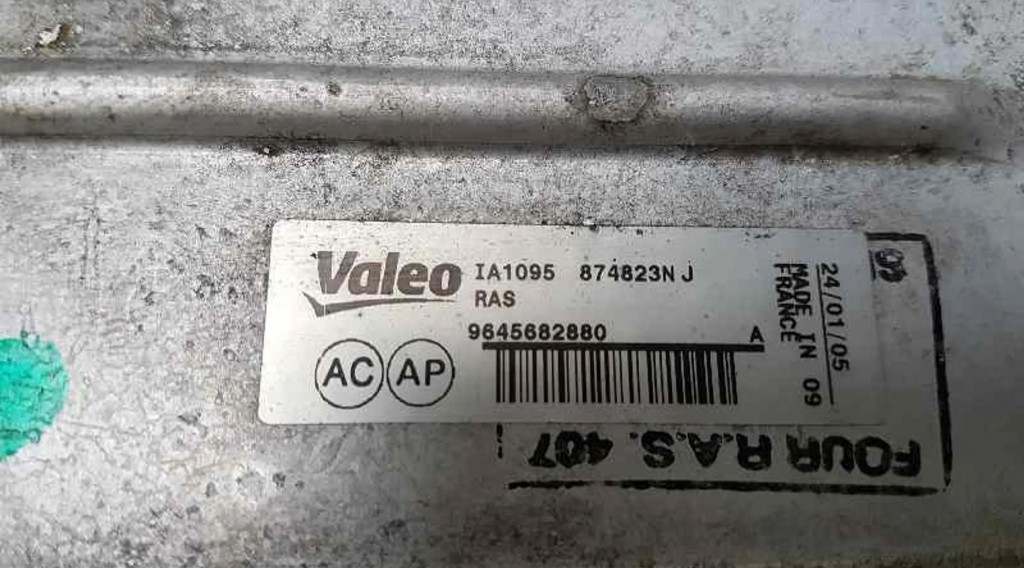 Valeo
IA1095 874823N J
RAS
9645682880 A
AC AP
24/01/05
MADE IN 09
FRANCE
FOUR R.A.S. 407